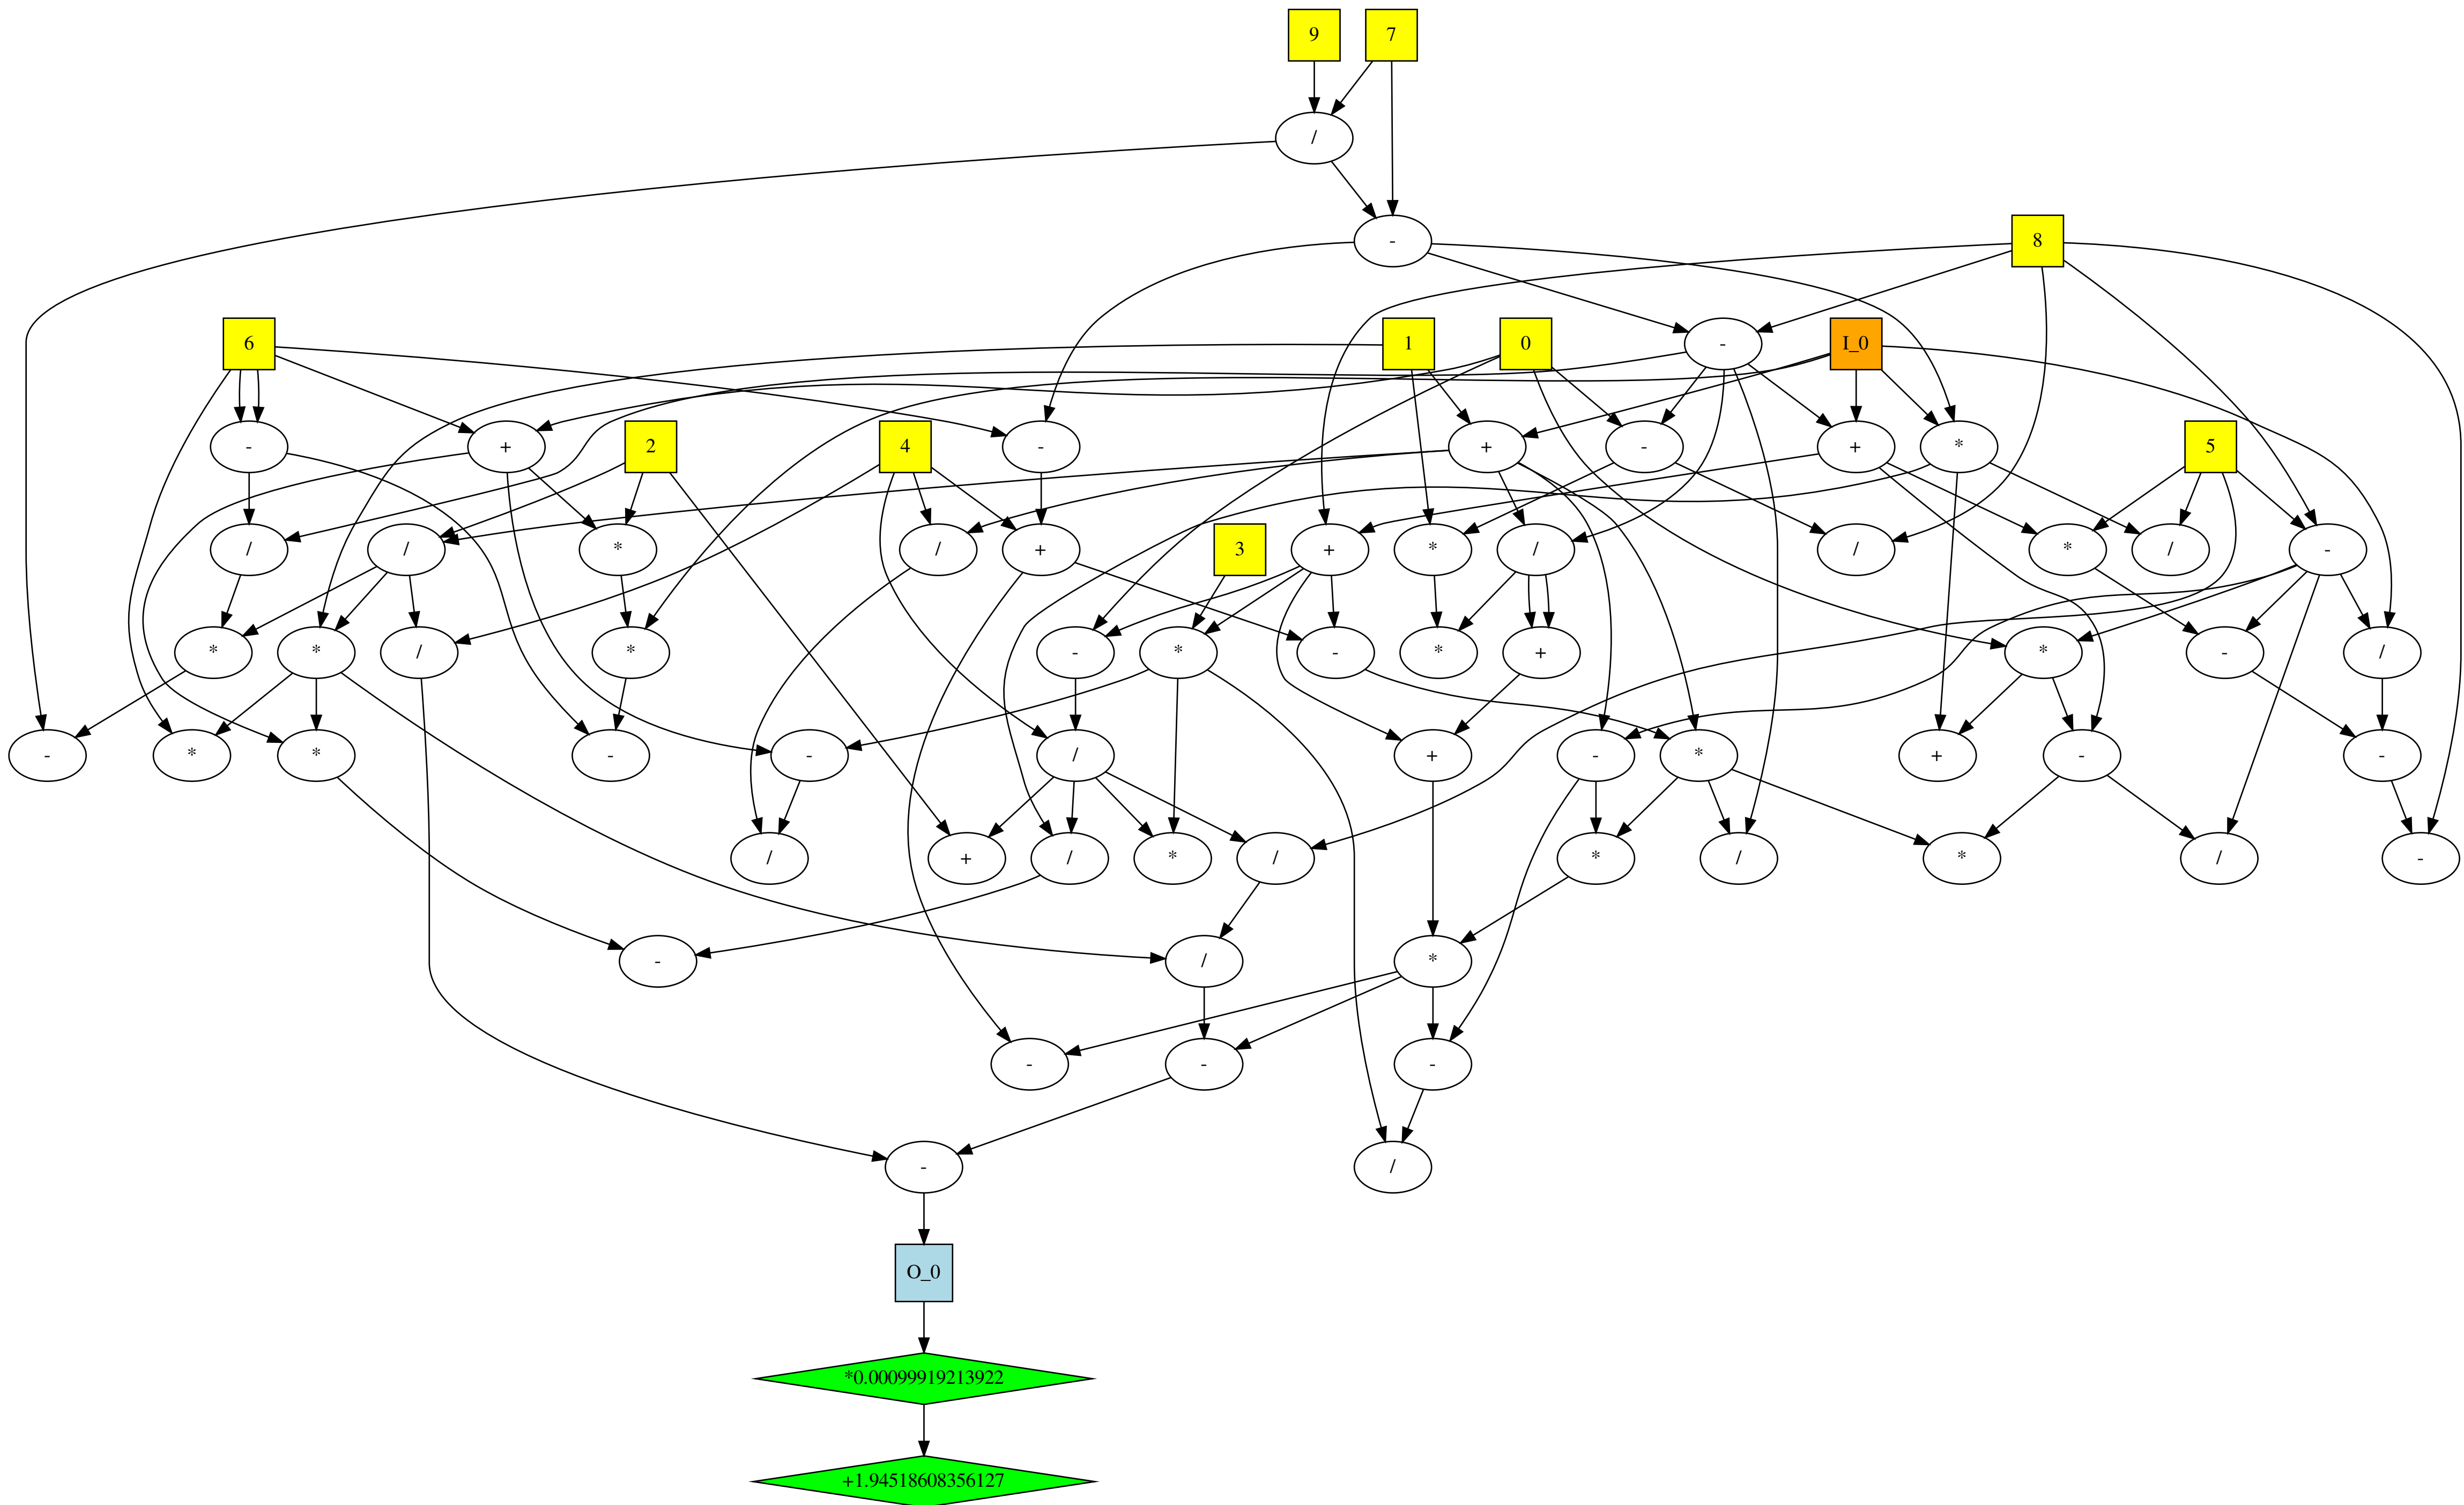 9 7
/
-
8
6 1 0 - I_0
- + 2 4 - + - + * 5
/ / * / + 3 + * / / * / -
* * / * - * - * + * - /
- * * - - / + - * + - -
/ + / * / * / * / -
- / *
- - -
- /
O_0
*0.00099919213922
+1.94518608356127